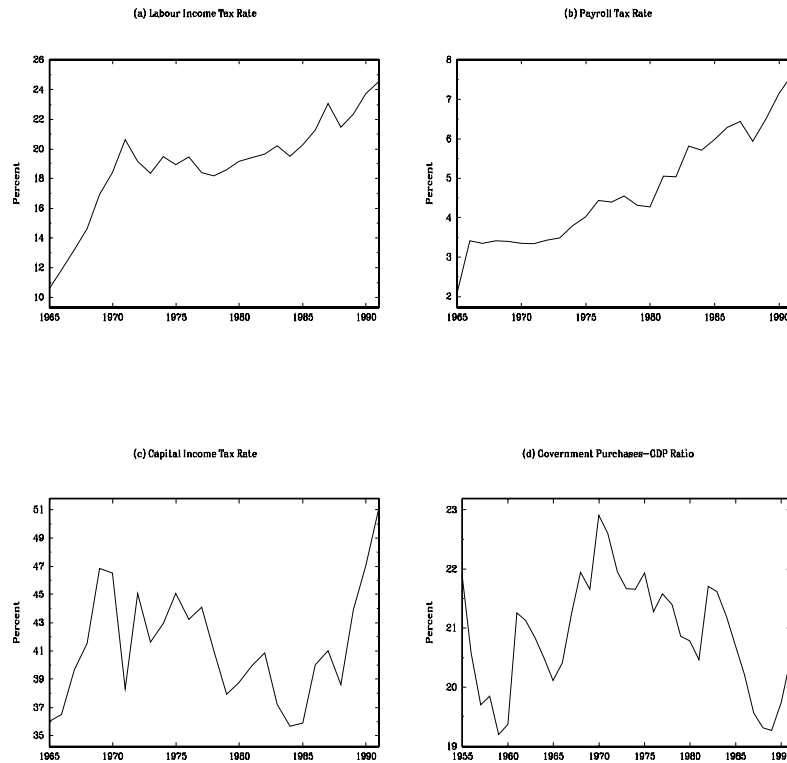 (a) Labour Income Tax Rate
Percent
26
24
22
20
18
16
14
12
10
1965 1970 1975 1980 1985 1990
(b) Payroll Tax Rate
Percent
8
7
6
5
4
3
2
1965 1970 1975 1980 1985 1990
(c) Capital Income Tax Rate
Percent
51
49
47
45
43
41
39
37
35
1965 1970 1975 1980 1985 1990
(d) Government Purchases-GDP Ratio
Percent
23
22
21
20
19
1955 1960 1965 1970 1975 1980 1985